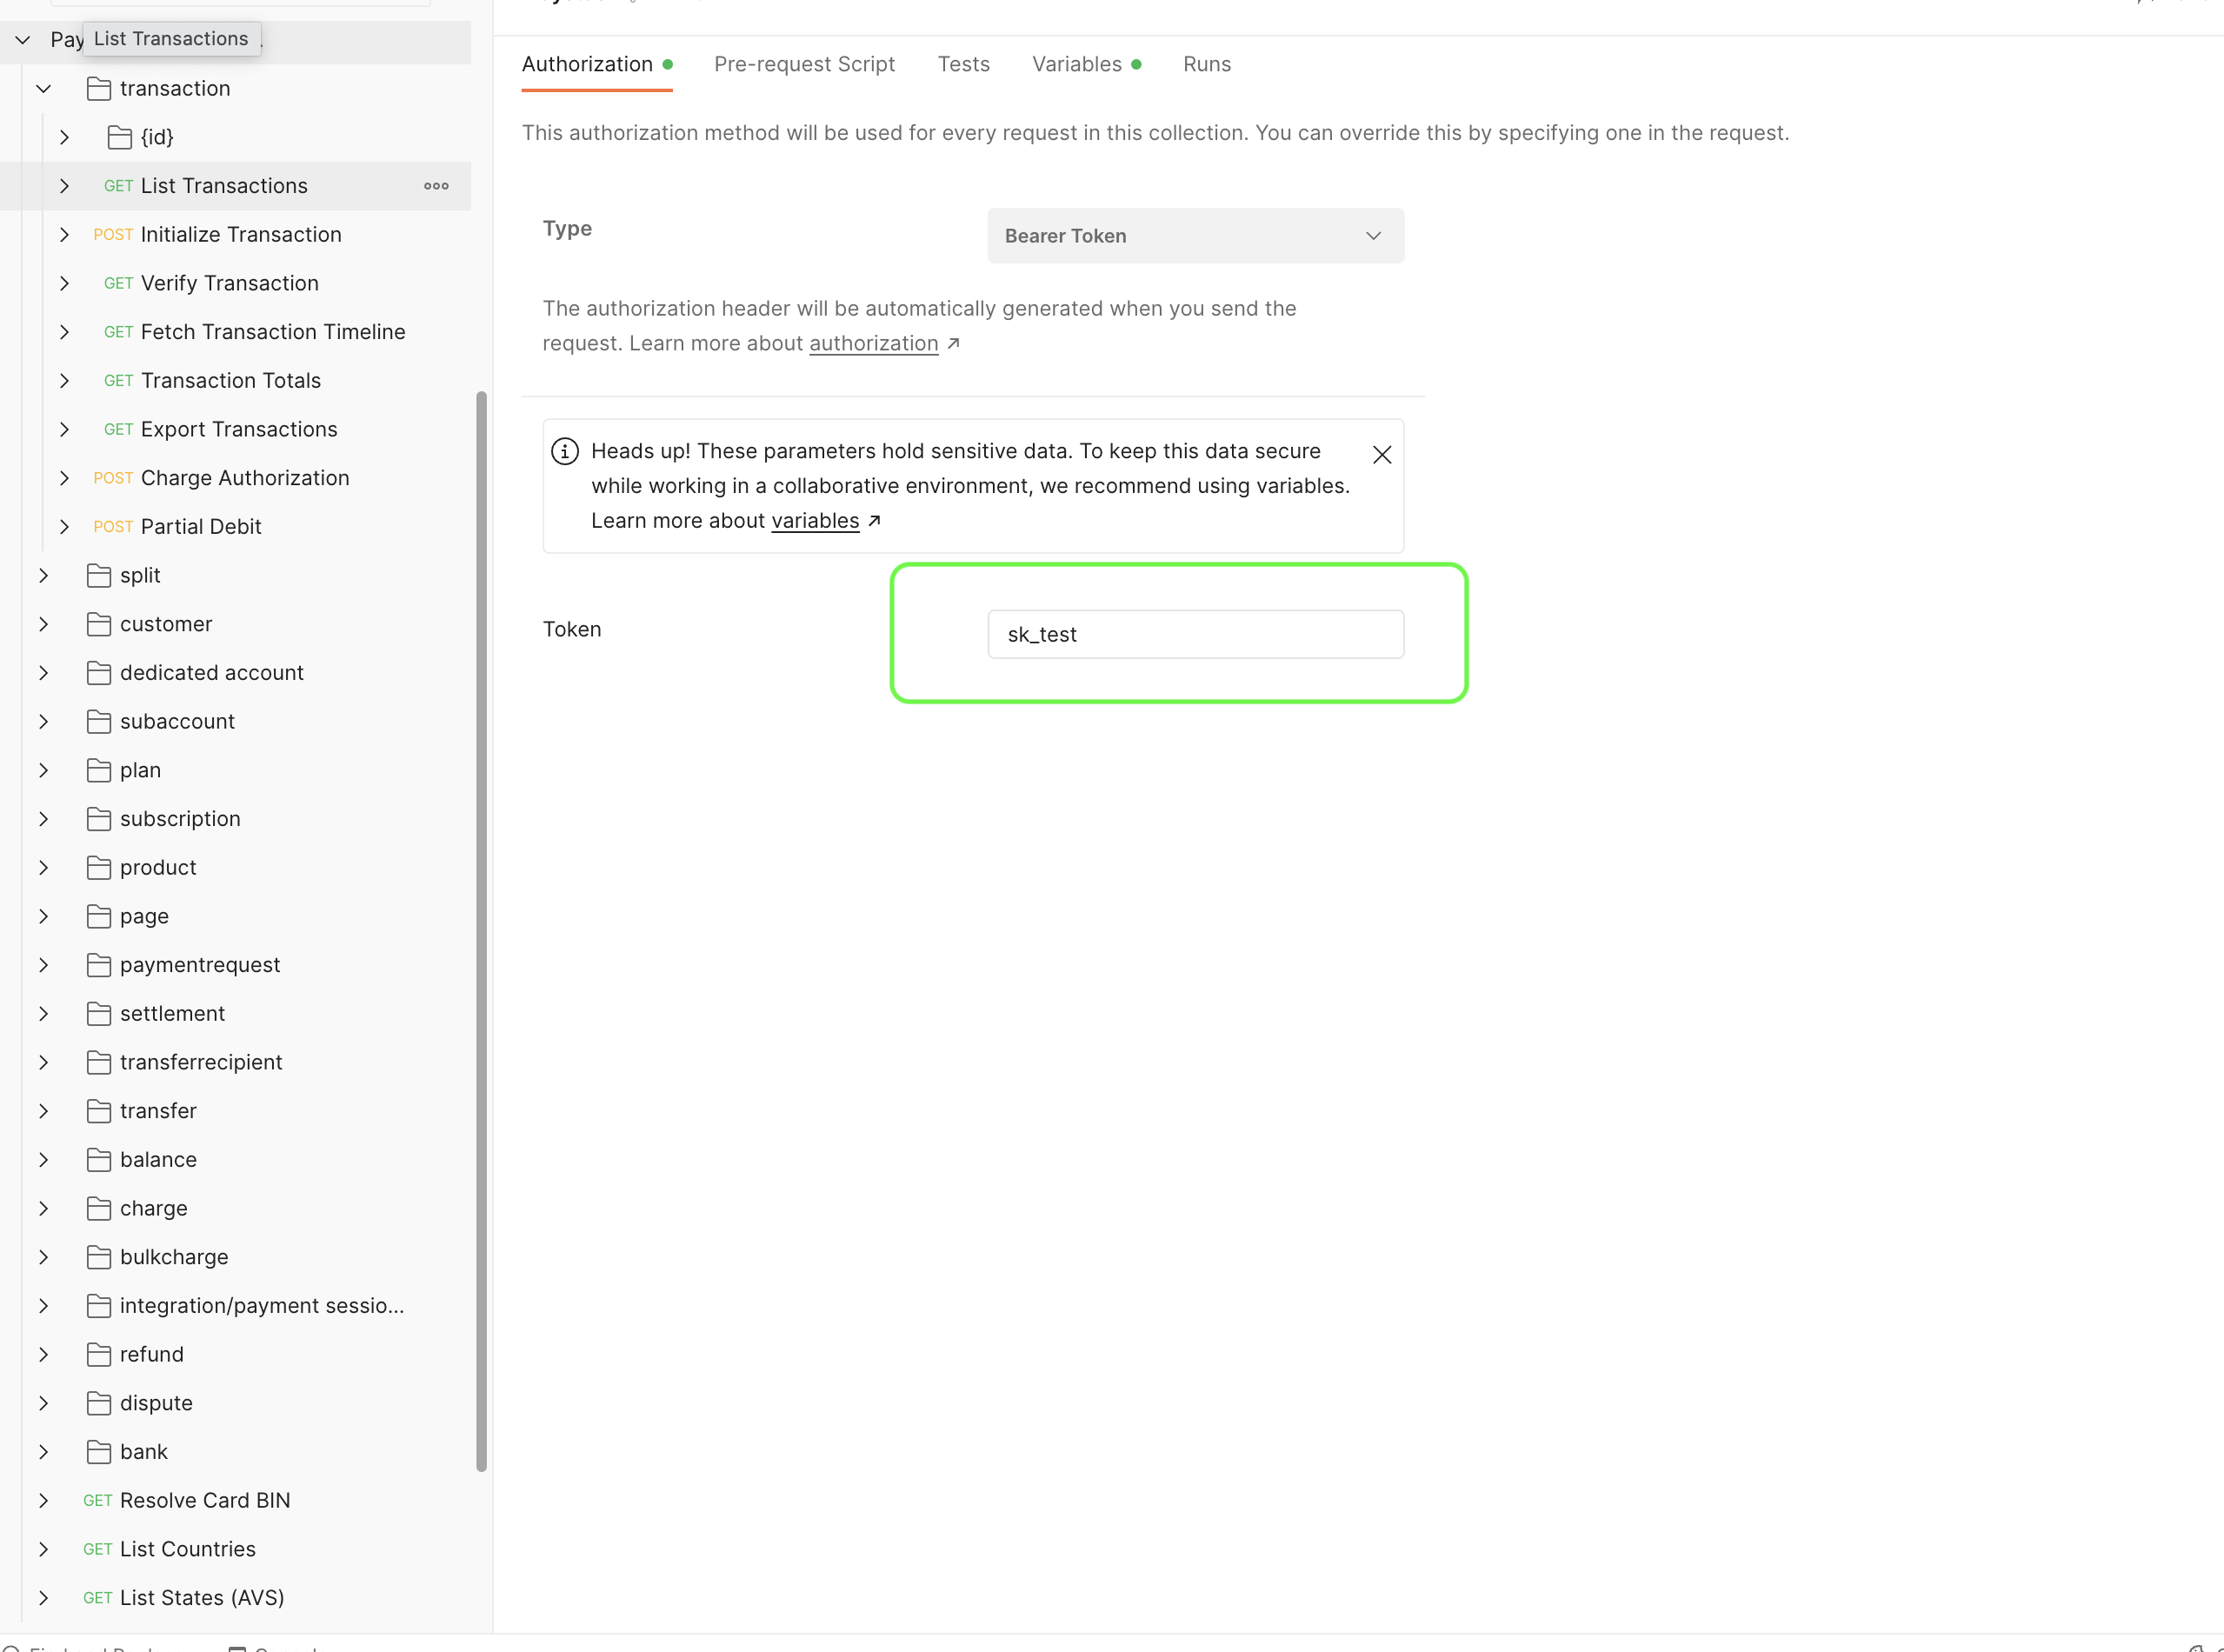 Pay
List Transactions
transaction
{id}
GET List Transactions
POST Initialize Transaction
GET Verify Transaction
GET Fetch Transaction Timeline
GET Transaction Totals
GET Export Transactions
POST Charge Authorization
POST Partial Debit
split
customer
dedicated account
subaccount
plan
subscription
product
page
paymentrequest
settlement
transferrecipient
transfer
balance
charge
bulkcharge
integration/payment sessio...
refund
dispute
bank
GET Resolve Card BIN
GET List Countries
GET List States (AVS)
Authorization Pre-request Script Tests Variables Runs
This authorization method will be used for every request in this collection. You can override this by specifying one in the request.
Type Bearer Token
The authorization header will be automatically generated when you send the
request. Learn more about authorization ↗
Heads up! These parameters hold sensitive data. To keep this data secure
while working in a collaborative environment, we recommend using variables.
Learn more about variables ↗
Token sk_test